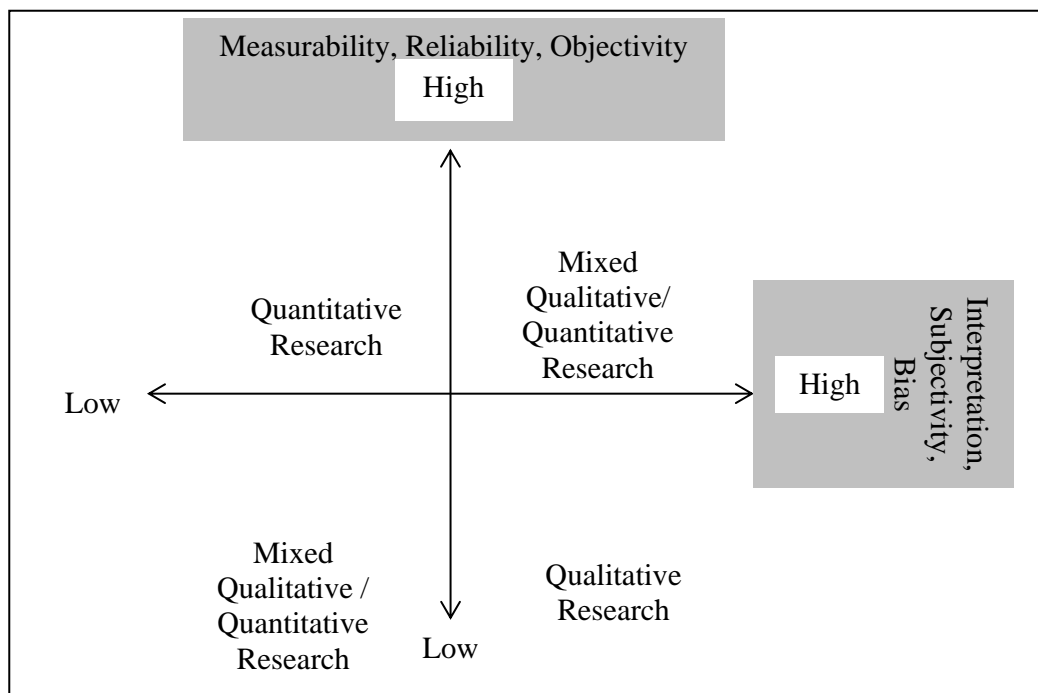 Measurability, Reliability, Objectivity
High
Mixed
Qualitative/
Quantitative
Research
Quantitative
Research
Interpretation,
Subjectivity,
Bias
High
Low
Mixed
Qualitative /
Quantitative
Research
Qualitative
Research
Low